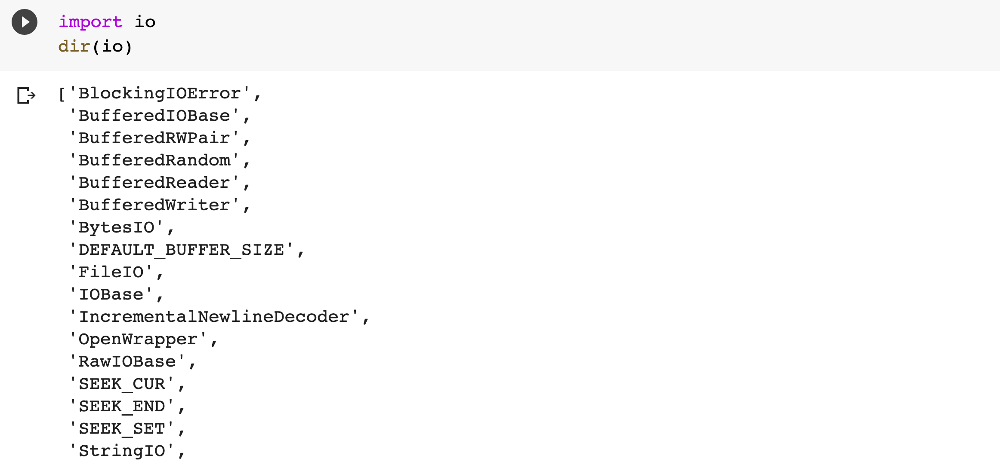 import io
dir(io)
['BlockingIOError',
'BufferedIOBase',
'BufferedRWPair',
'BufferedRandom',
'BufferedReader',
'BufferedWriter',
'BytesIO',
'DEFAULT_BUFFER_SIZE',
'FileIO',
'IOBase',
'IncrementalNewlineDecoder',
'OpenWrapper',
'RawIOBase',
'SEEK_CUR',
'SEEK_END',
'SEEK_SET',
'StringIO',